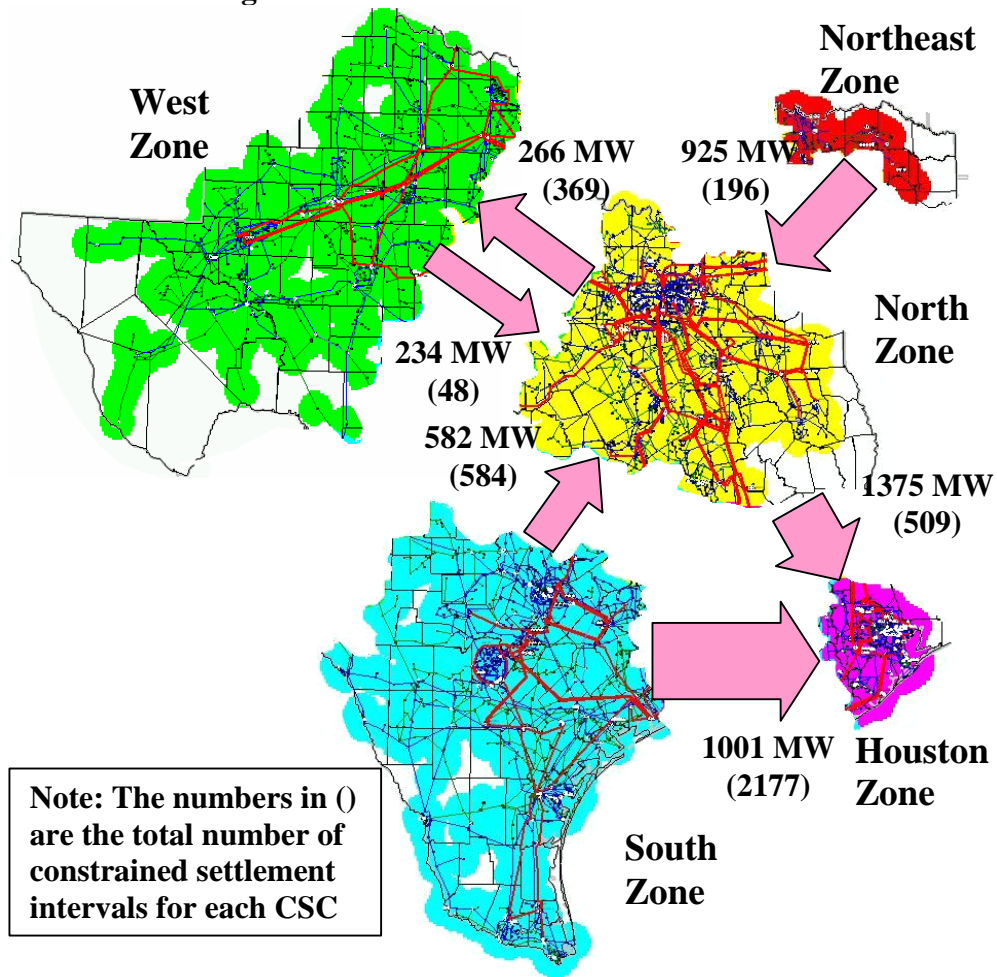 Northeast
Zone
West
Zone
266 MW
(369)
925 MW
(196)
North
Zone
234 MW
(48)
582 MW
(584)
1375 MW
(509)
1001 MW
(2177)
Houston
Zone
South
Zone
Note: The numbers in ()
are the total number of
constrained settlement
intervals for each CSC